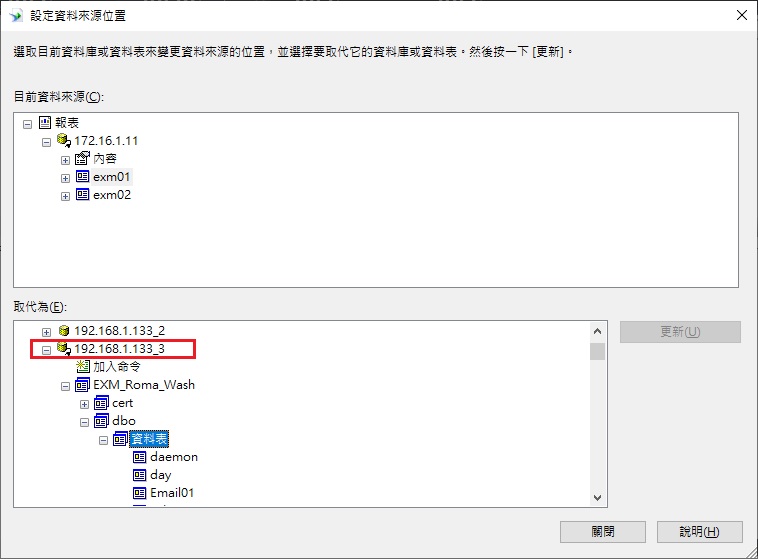 設定資料來源位置
選取目前資料庫或資料表來變更資料來源的位置，並選擇要取代它的資料庫或資料表。然後按一下 [更新]。
目前資料來源(C):
報表
172.16.1.11
內容
exm01
exm02
取代為(E):
192.168.1.133_2
192.168.1.133_3
加入命令
EXM_Roma_Wash
cert
dbo
資料表
daemon
day
Email01
更新(U)
關閉
說明(H)